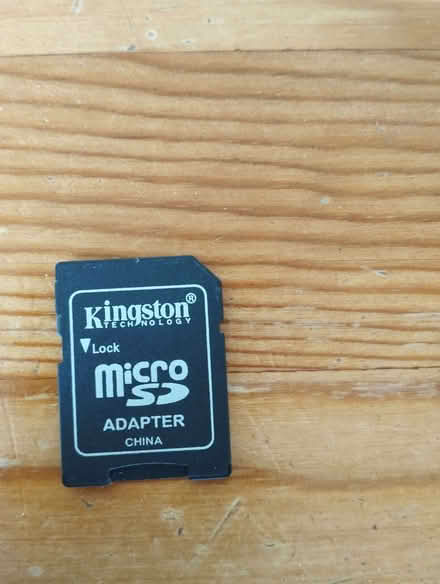 Kingston®
TECHNOLOGY
Lock
micro
SD
ADAPTER
CHINA